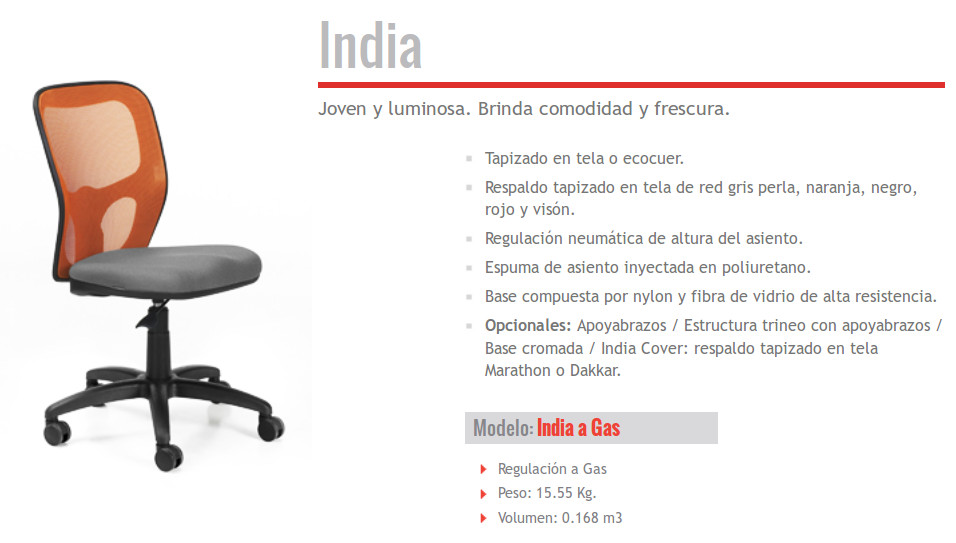 India
Joven y luminosa. Brinda comodidad y frescura.
Tapizado en tela o ecocuer.
Respaldo tapizado en tela de red gris perla, naranja, negro,
rojo y visón.
Regulación neumática de altura del asiento.
Espuma de asiento inyectada en poliuretano.
Base compuesta por nylon y fibra de vidrio de alta resistencia.
Opcionales: Apoyabrazos / Estructura trineo con apoyabrazos /
Base cromada / India Cover: respaldo tapizado en tela
Marathon o Dakkar.
Modelo: India a Gas
Regulación a Gas
Peso: 15.55 Kg.
Volumen: 0.168 m3